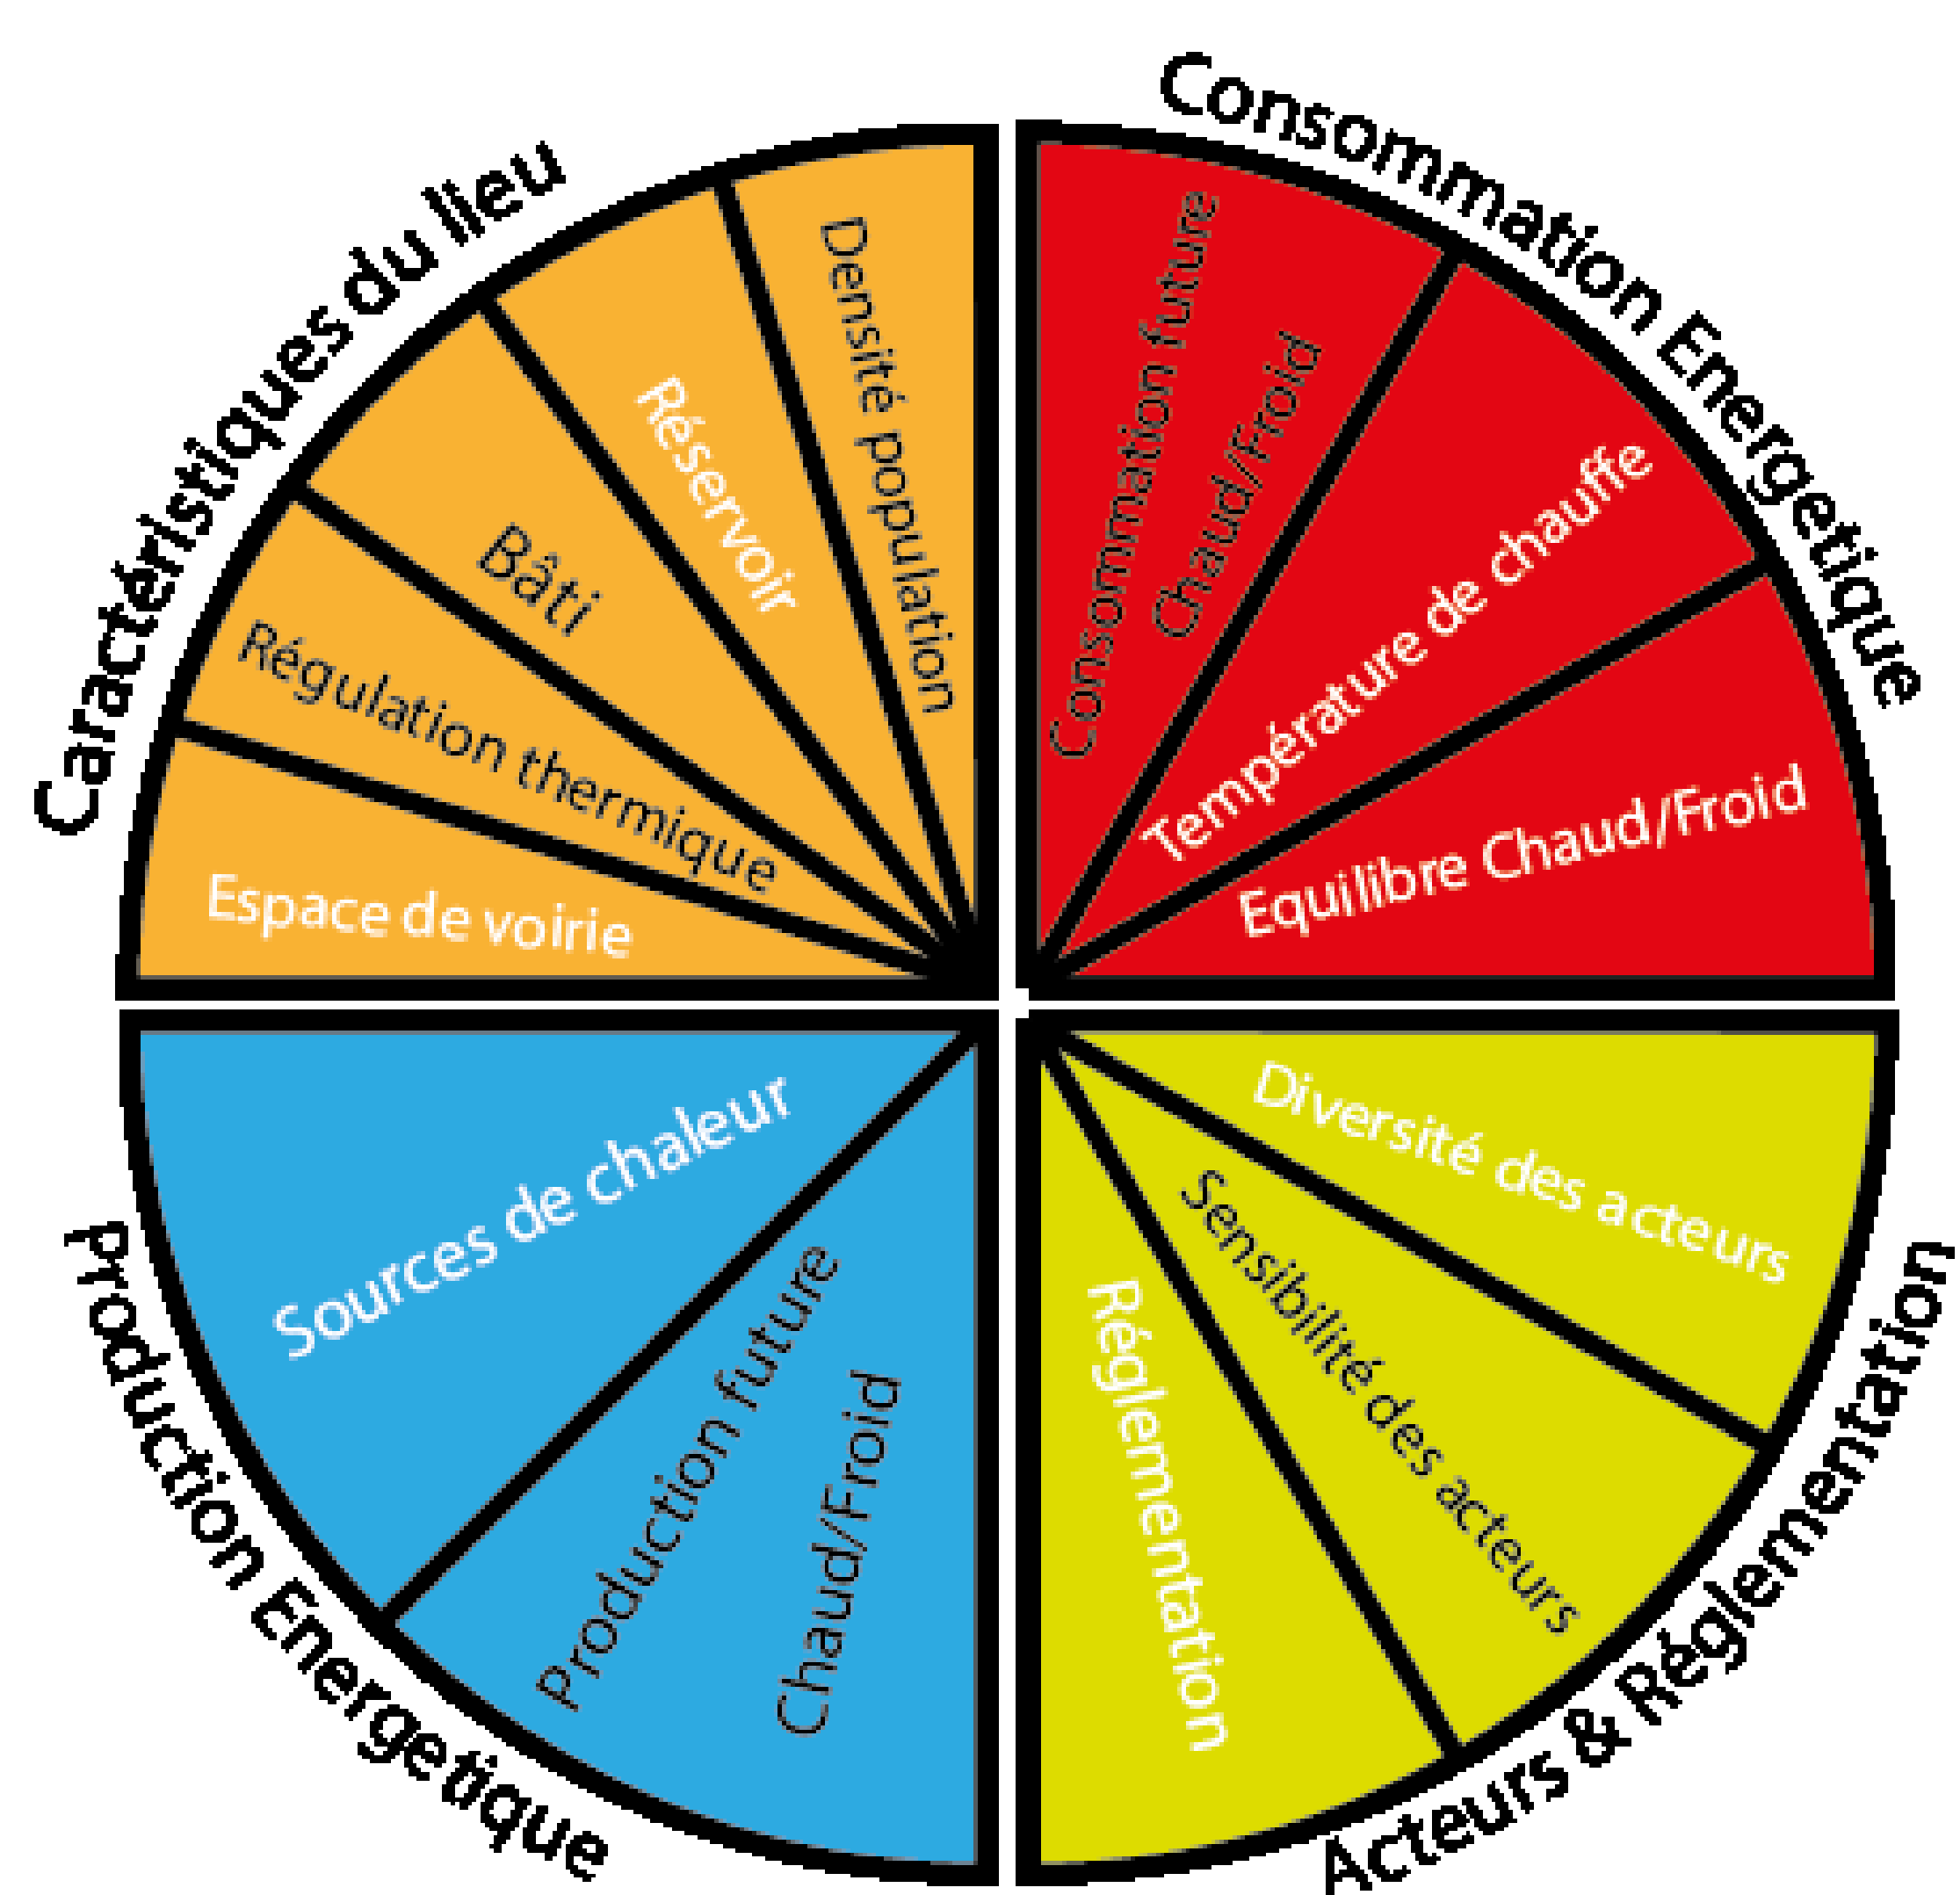 Caractéristiques du lieu
Densité population
Réservoir
Bâti
Régulation thermique
Espace de voirie
Consommation Energetique
Consommation future
Chaud/Froid
Température de chauffe
Equilibre Chaud/Froid
Production Energetique
Sources de chaleur
Production future
Chaud/Froid
Acteurs & Réglementation
Diversité des acteurs
Sensibilité des acteurs
Réglementation